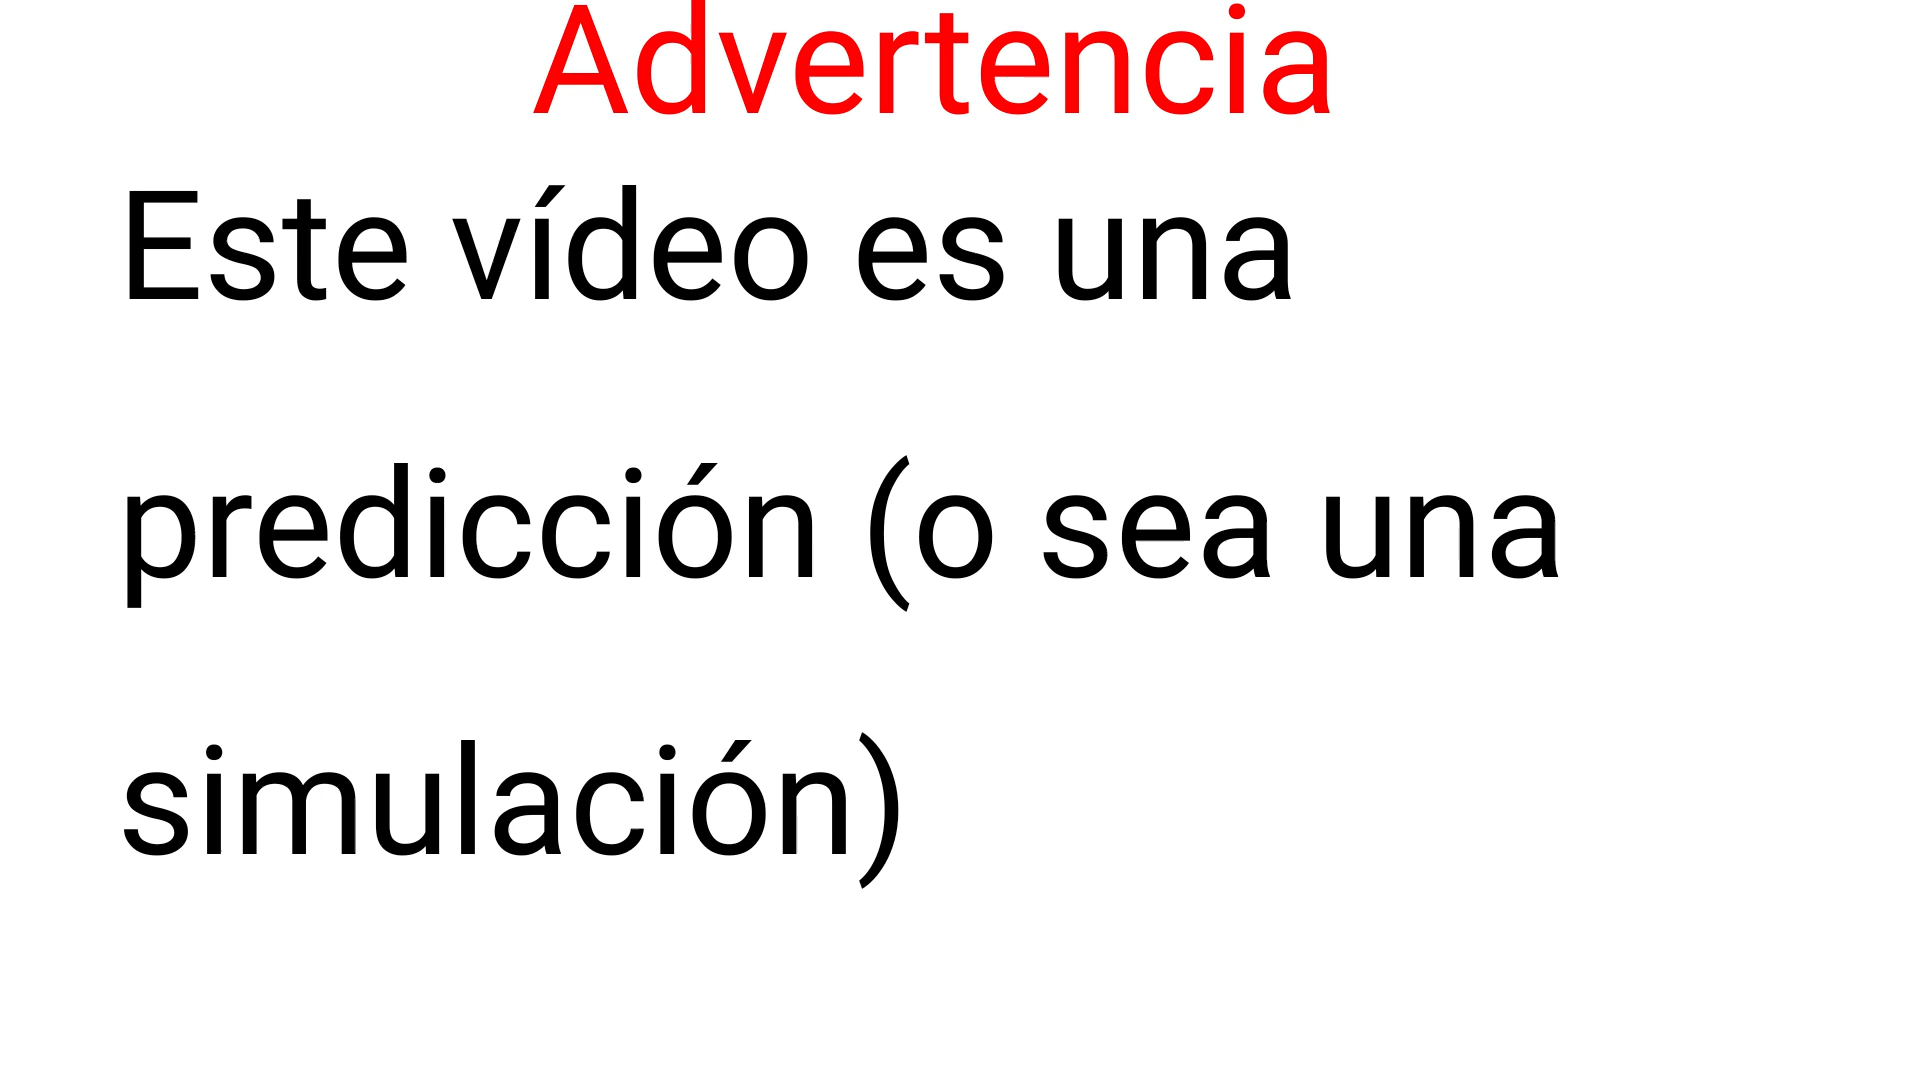 Advertencia
Este vídeo es una
predicción (o sea una
simulación)